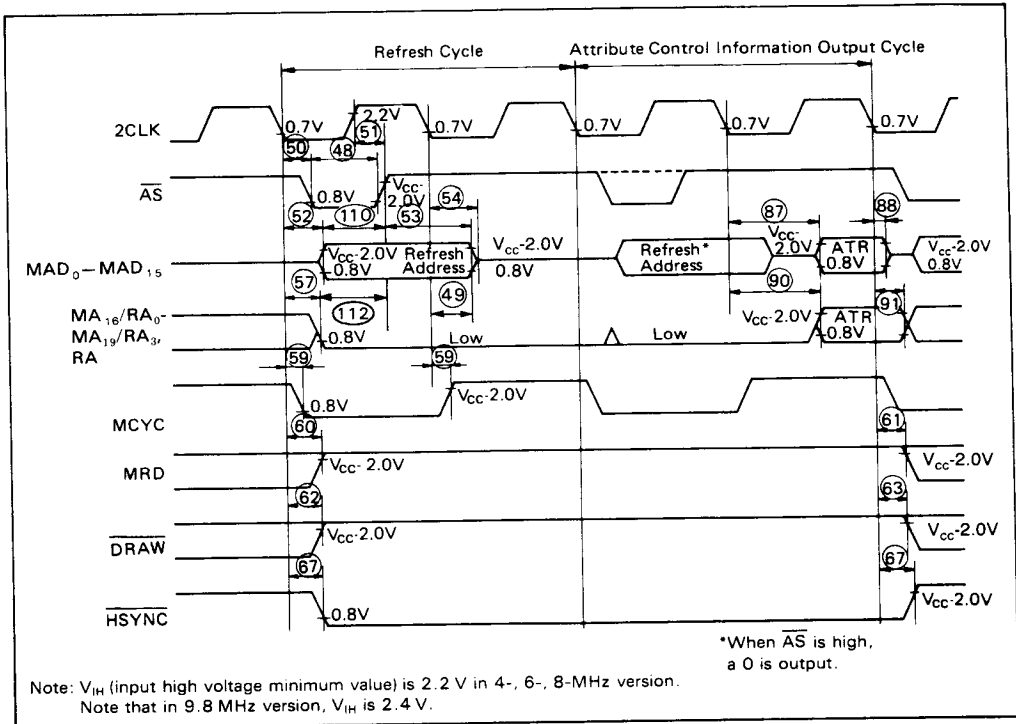 Refresh Cycle Attribute Control Information Output Cycle
2CLK
0.7V 2.2V 0.7V 0.7V 0.7V 0.7V
50 48 51
AS
0.8V VCC-2.0V
54 87 88
52 110 53
MAD0–MAD15
VCC-2.0V
0.8V
Refresh Address
VCC-2.0V
0.8V
Refresh* Address
VCC-2.0V
ATR
0.8V
VCC-2.0V
0.8V
57 112 49 90 91
MA16/RA0-
MA19/RA3,
RA
0.8V Low Low
VCC-2.0V
ATR
0.8V
59 59
MCYC
0.8V VCC-2.0V
60 61
MRD
VCC-2.0V VCC-2.0V
62 63
DRAW
VCC-2.0V VCC-2.0V
67 67
HSYNC
0.8V VCC-2.0V
*When AS is high,
a 0 is output.
Note: VIH (input high voltage minimum value) is 2.2 V in 4-, 6-, 8-MHz version.
Note that in 9.8 MHz version, VIH is 2.4 V.